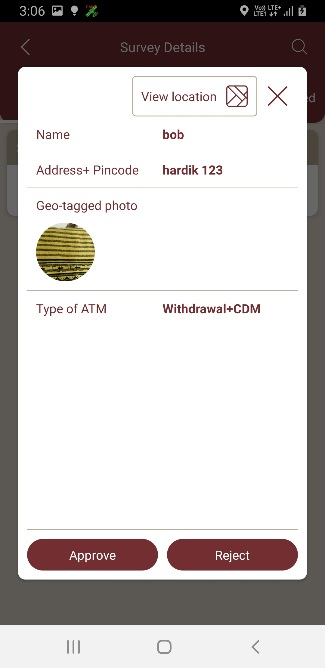 3:06 Vo) LTE+ LTE1
Survey Details
View location
Name bob
Address+ Pincode hardik 123
Geo-tagged photo
Type of ATM Withdrawal+CDM
Approve Reject